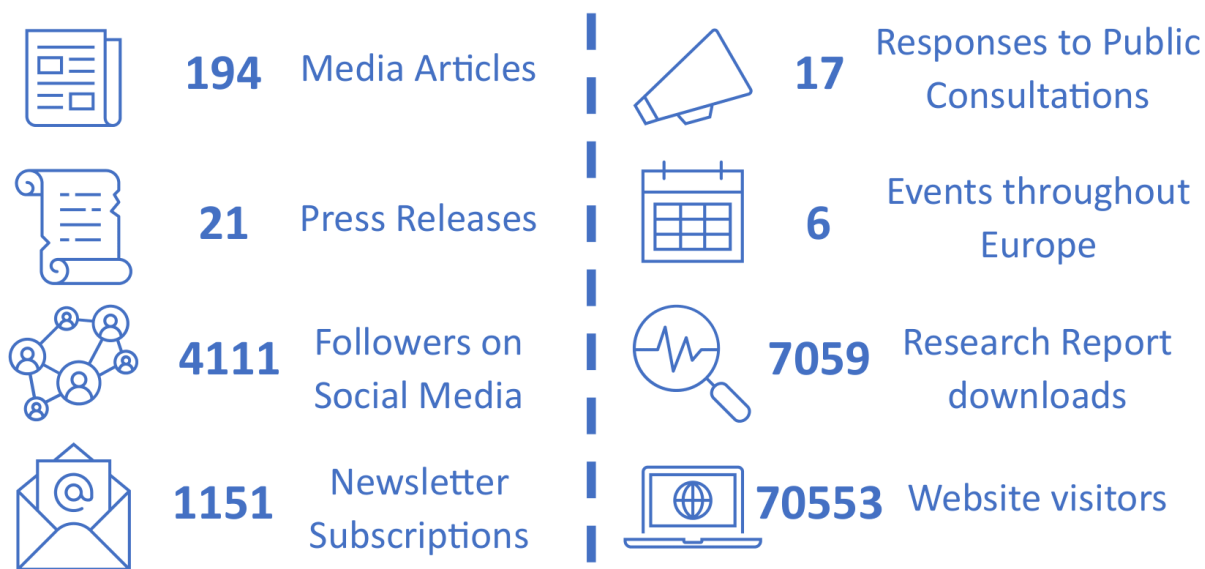 194 Media Articles
21 Press Releases
4111 Followers on
Social Media
1151 Newsletter
Subscriptions
17 Responses to Public
Consultations
6 Events throughout
Europe
7059 Research Report
downloads
70553 Website visitors